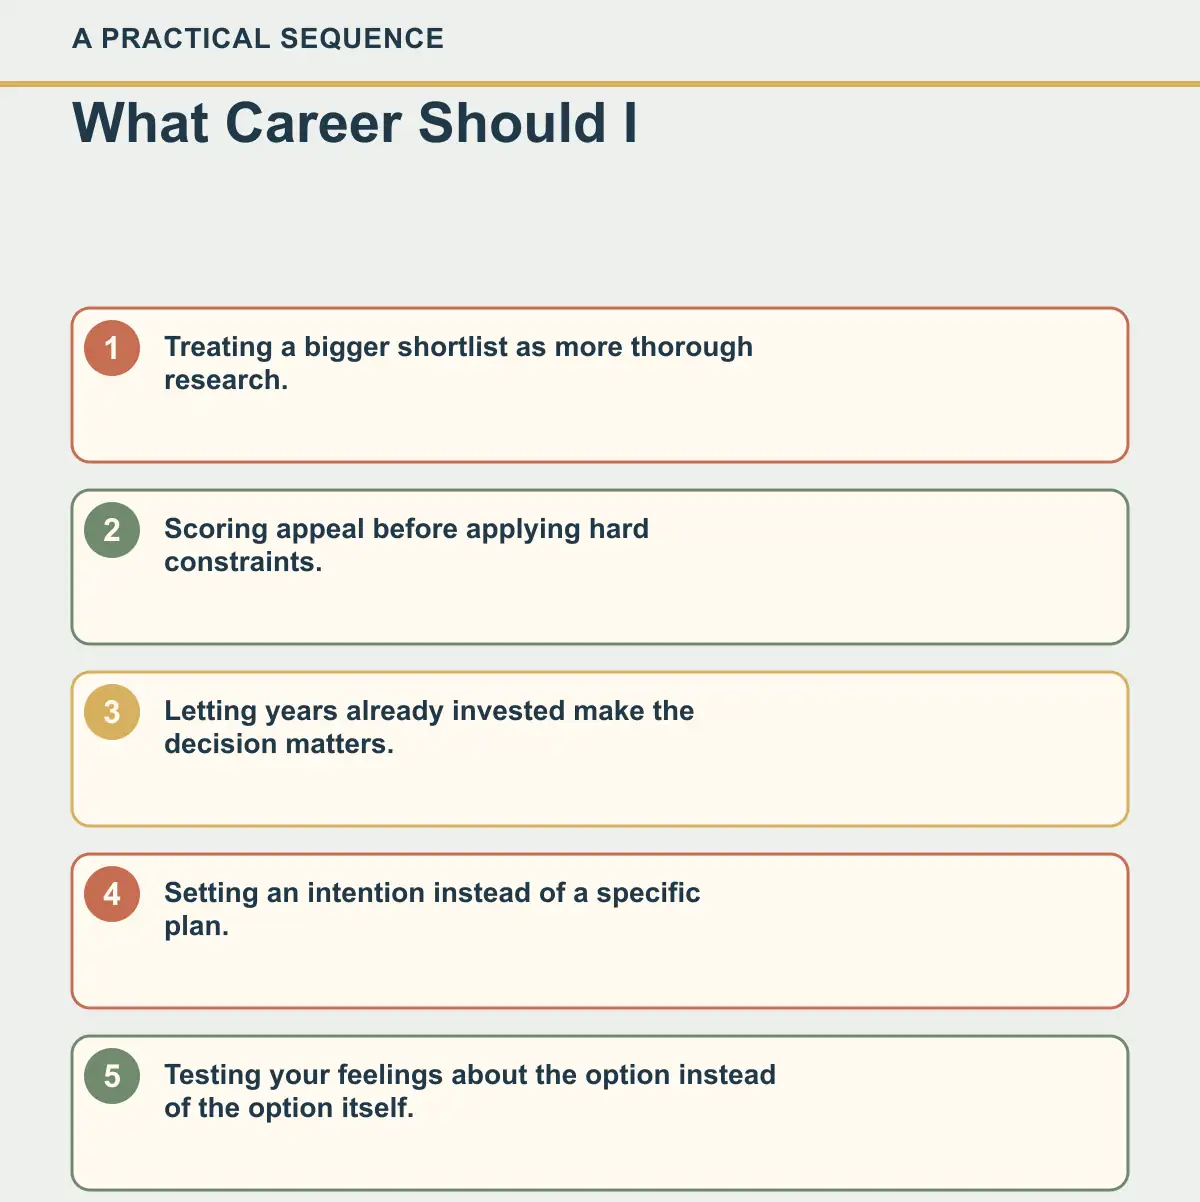 A PRACTICAL SEQUENCE
What Career Should I
1
Treating a bigger shortlist as more thorough
research.
2
Scoring appeal before applying hard
constraints.
3
Letting years already invested make the
decision matters.
4
Setting an intention instead of a specific
plan.
5
Testing your feelings about the option instead
of the option itself.